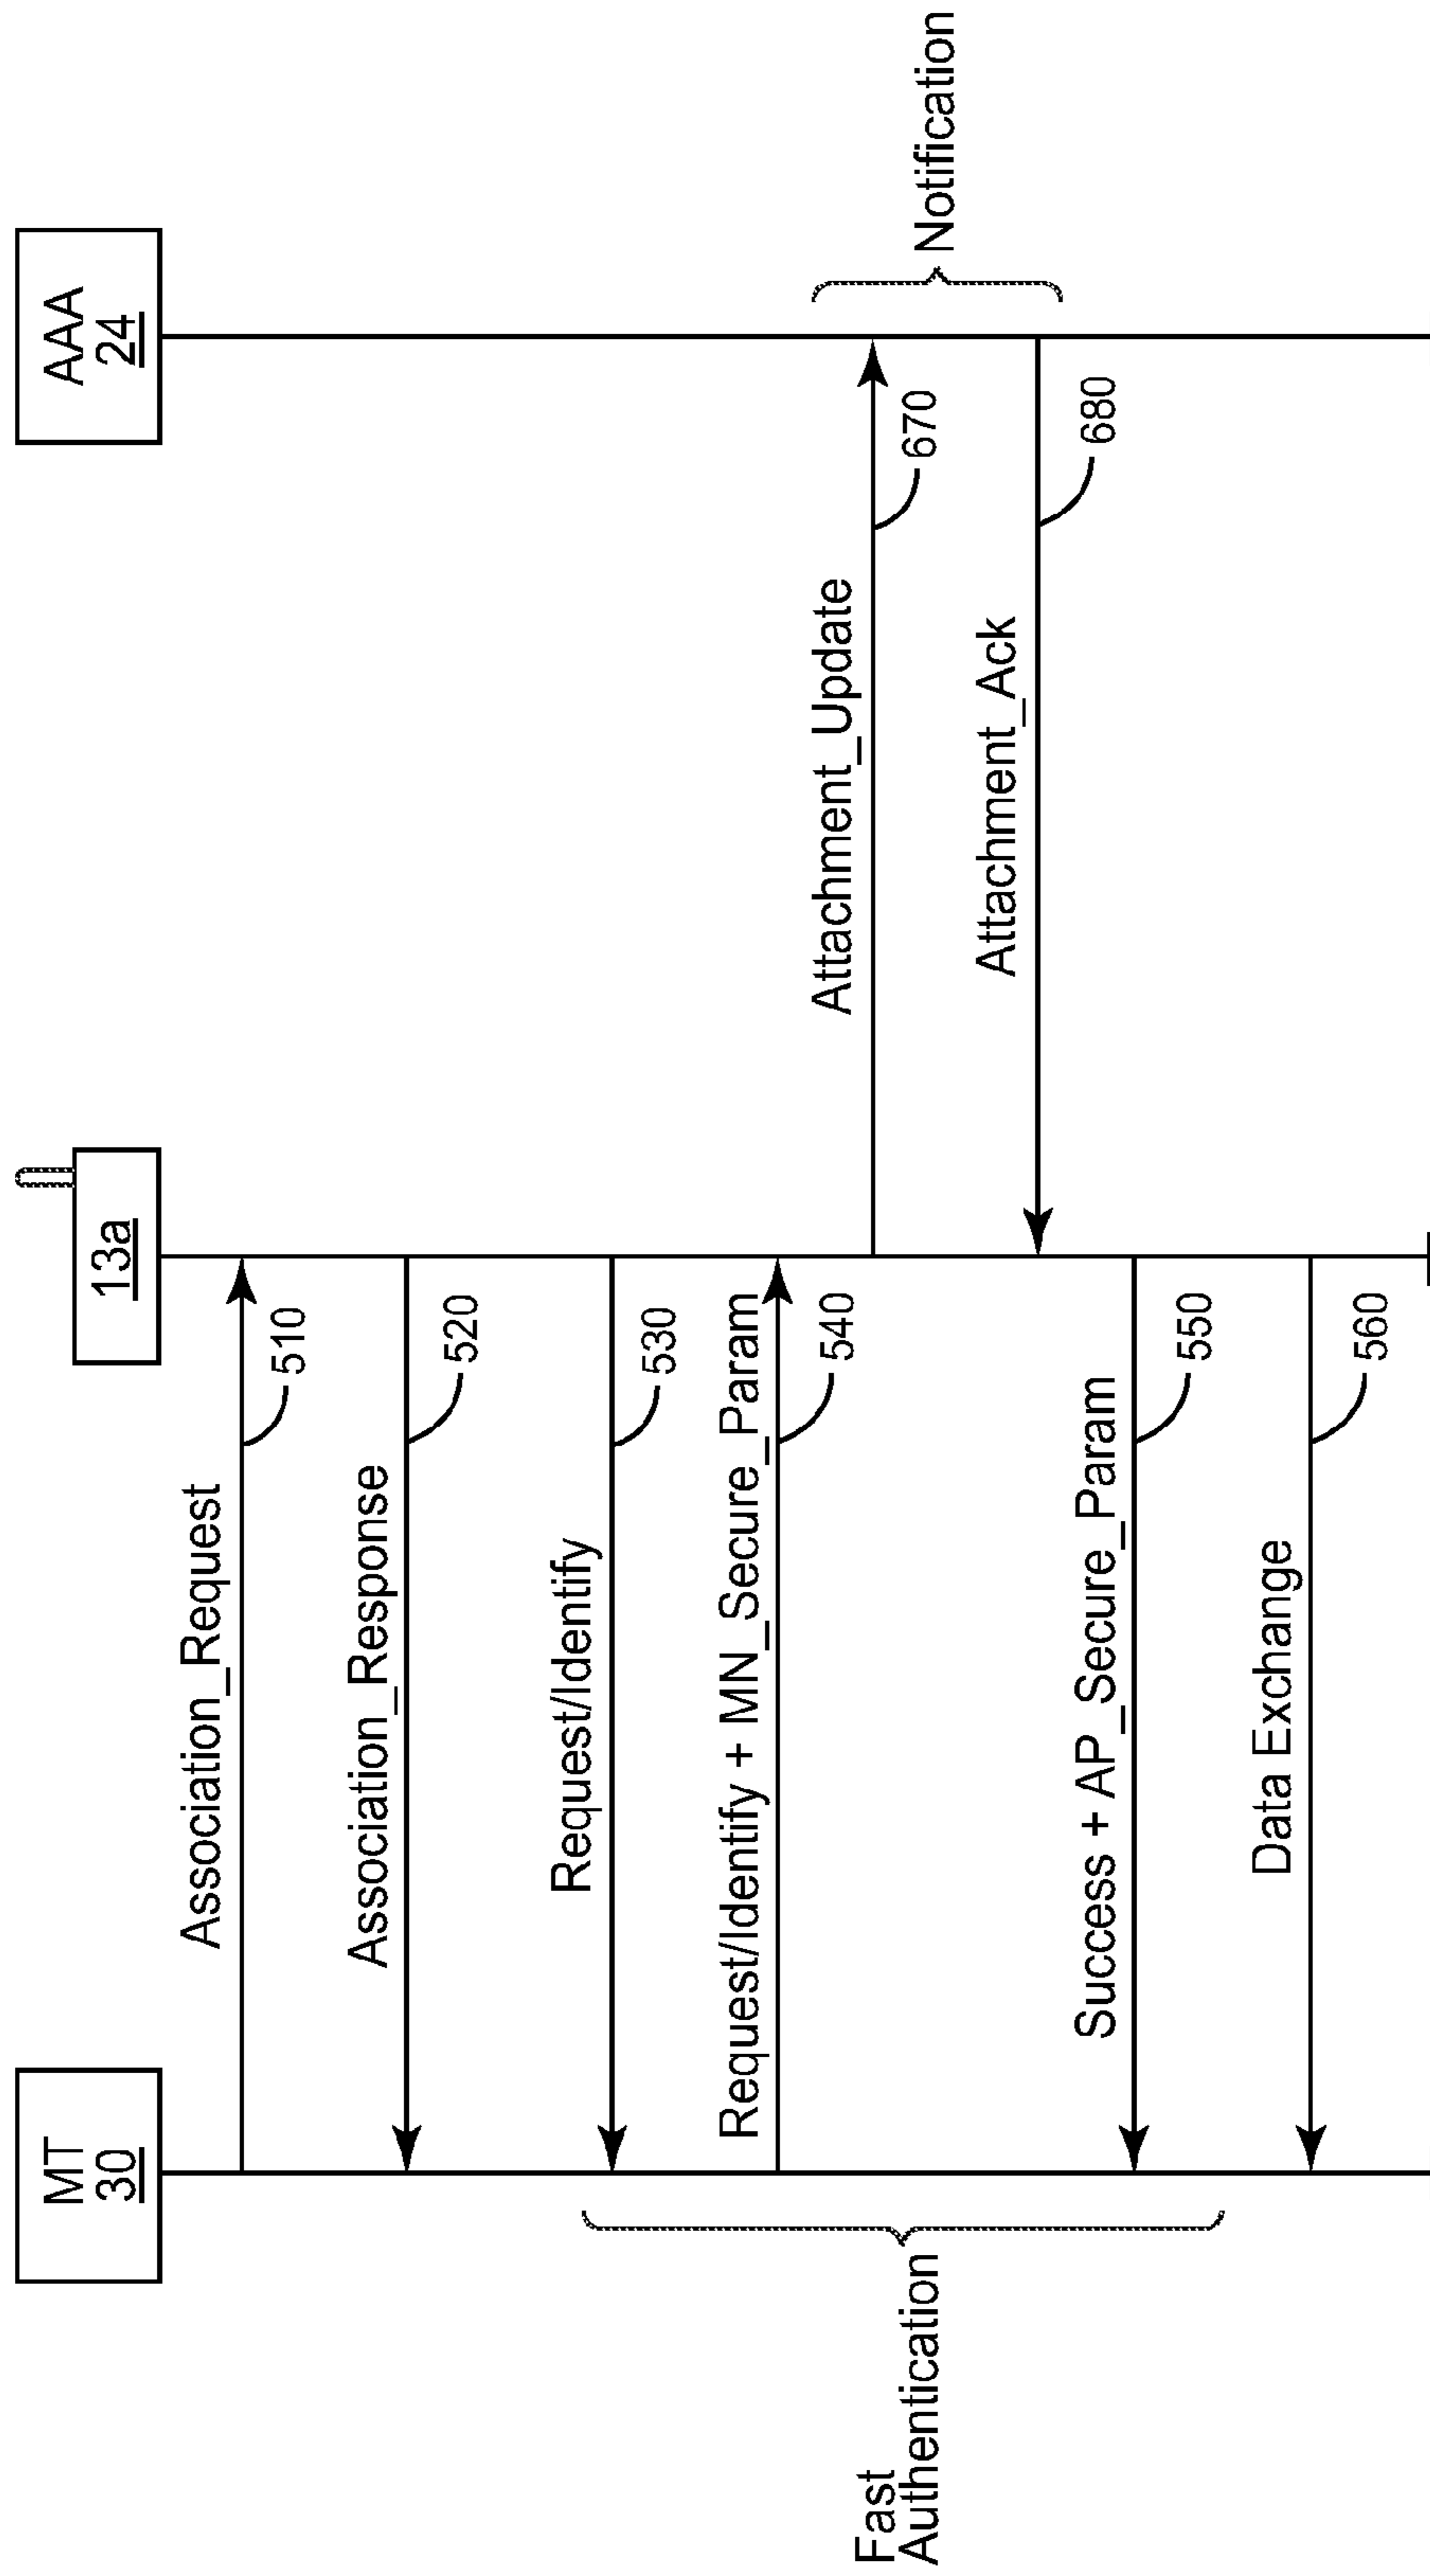 MT
30
13a
AAA
24
Association_Request
510
Association_Response
520
Request/Identify
530
Request/Identify + MN_Secure_Param
540
Attachment_Update
670
Attachment_Ack
680
Success + AP_Secure_Param
550
Data Exchange
560
Fast
Authentication
Notification